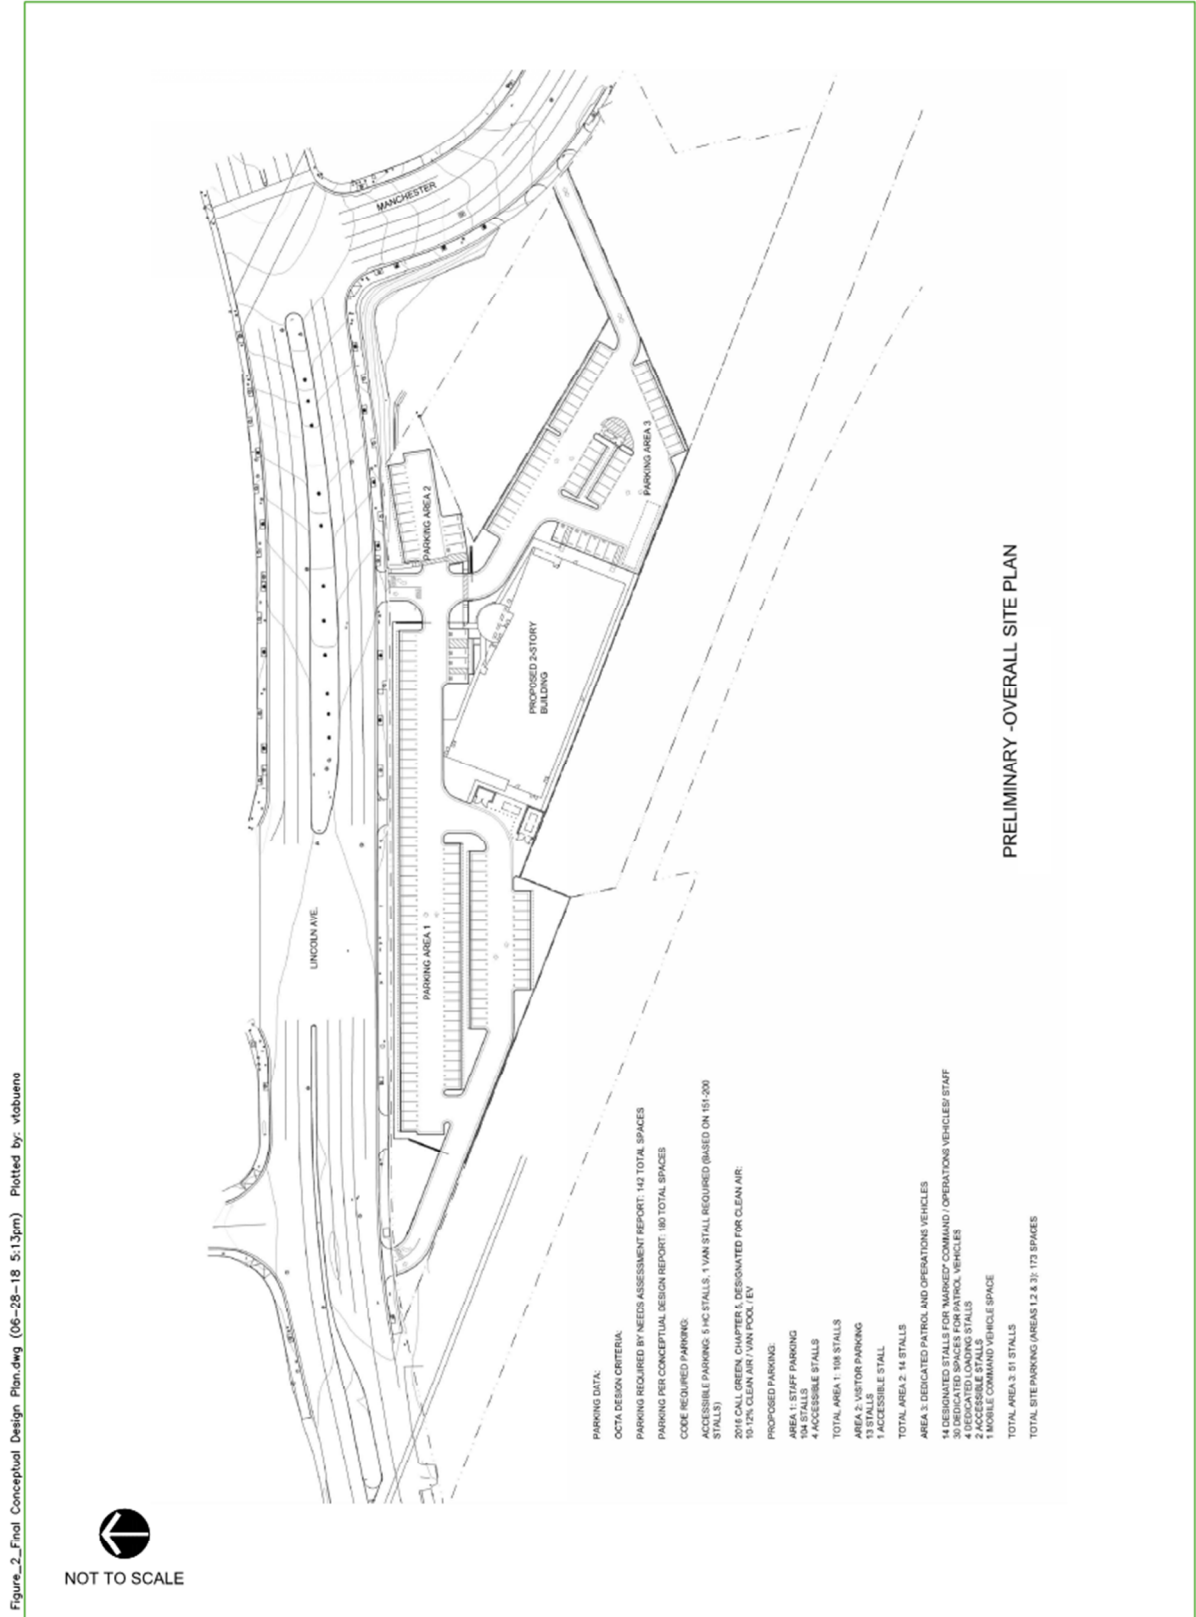 Figure_2_Final Conceptual Design Plan.dwg (06-28-18 5:13pm) Plotted by: vtabueno
MANCHESTER
LINCOLN AVE.
PARKING AREA 1
PARKING AREA 2
PARKING AREA 3
PROPOSED 2-STORY
BUILDING
PARKING DATA:
OCTA DESIGN CRITERIA:
PARKING REQUIRED BY NEEDS ASSESSMENT REPORT: 142 TOTAL SPACES
PARKING PER CONCEPTUAL DESIGN REPORT: 180 TOTAL SPACES
CODE REQUIRED PARKING:
ACCESSIBLE PARKING: 5 HC STALLS, 1 VAN STALL REQUIRED (BASED ON 151-200
STALLS)
2016 CALL GREEN, CHAPTER 5, DESIGNATED FOR CLEAN AIR:
10-12% CLEAN AIR / VAN POOL / EV
PROPOSED PARKING:
AREA 1: STAFF PARKING
104 STALLS
4 ACCESSIBLE STALLS
TOTAL AREA 1: 108 STALLS
AREA 2: VISITOR PARKING
13 STALLS
1 ACCESSIBLE STALL
TOTAL AREA 2: 14 STALLS
AREA 3: DEDICATED PATROL AND OPERATIONS VEHICLES
14 DESIGNATED STALLS FOR "MARKED" COMMAND / OPERATIONS VEHICLES/ STAFF
30 DEDICATED SPACES FOR PATROL VEHICLES
4 DEDICATED LOADING STALLS
2 ACCESSIBLE STALLS
1 MOBILE COMMAND VEHICLE SPACE
TOTAL AREA 3: 51 STALLS
TOTAL SITE PARKING (AREAS 1,2 & 3): 173 SPACES
PRELIMINARY -OVERALL SITE PLAN
NOT TO SCALE